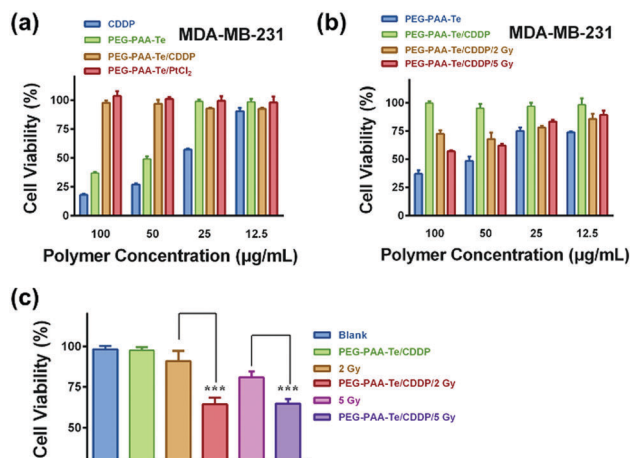 (a)
MDA-MB-231
CDDP
PEG-PAA-Te
PEG-PAA-Te/CDDP
PEG-PAA-Te/PtCl₂
Cell Viability (%)
100
75
50
25
0
100 50 25 12.5
Polymer Concentration (µg/mL)
(b)
MDA-MB-231
PEG-PAA-Te
PEG-PAA-Te/CDDP
PEG-PAA-Te/CDDP/2 Gy
PEG-PAA-Te/CDDP/5 Gy
Cell Viability (%)
100
75
50
25
0
100 50 25 12.5
Polymer Concentration (µg/mL)
(c)
Cell Viability (%)
100
75
50
*** ***
Blank
PEG-PAA-Te/CDDP
2 Gy
PEG-PAA-Te/CDDP/2 Gy
5 Gy
PEG-PAA-Te/CDDP/5 Gy